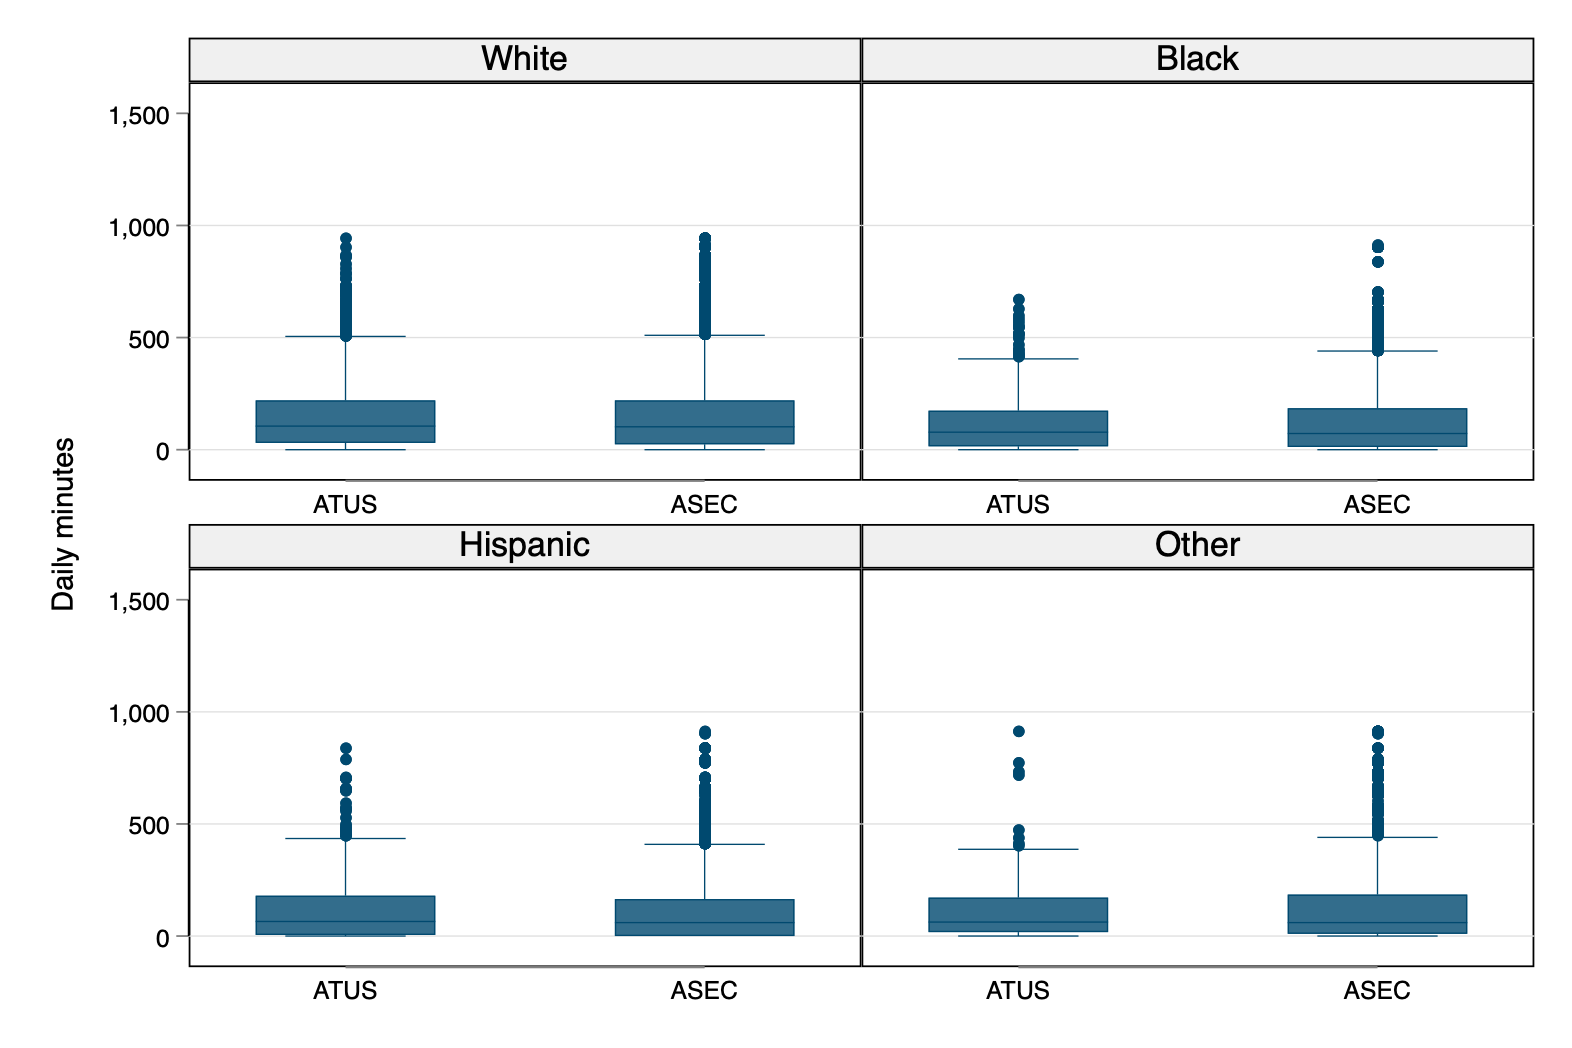 White
Black
1,500
1,000
500
0
ATUS
ASEC
ATUS
ASEC
Daily minutes
Hispanic
Other
1,500
1,000
500
0
ATUS
ASEC
ATUS
ASEC